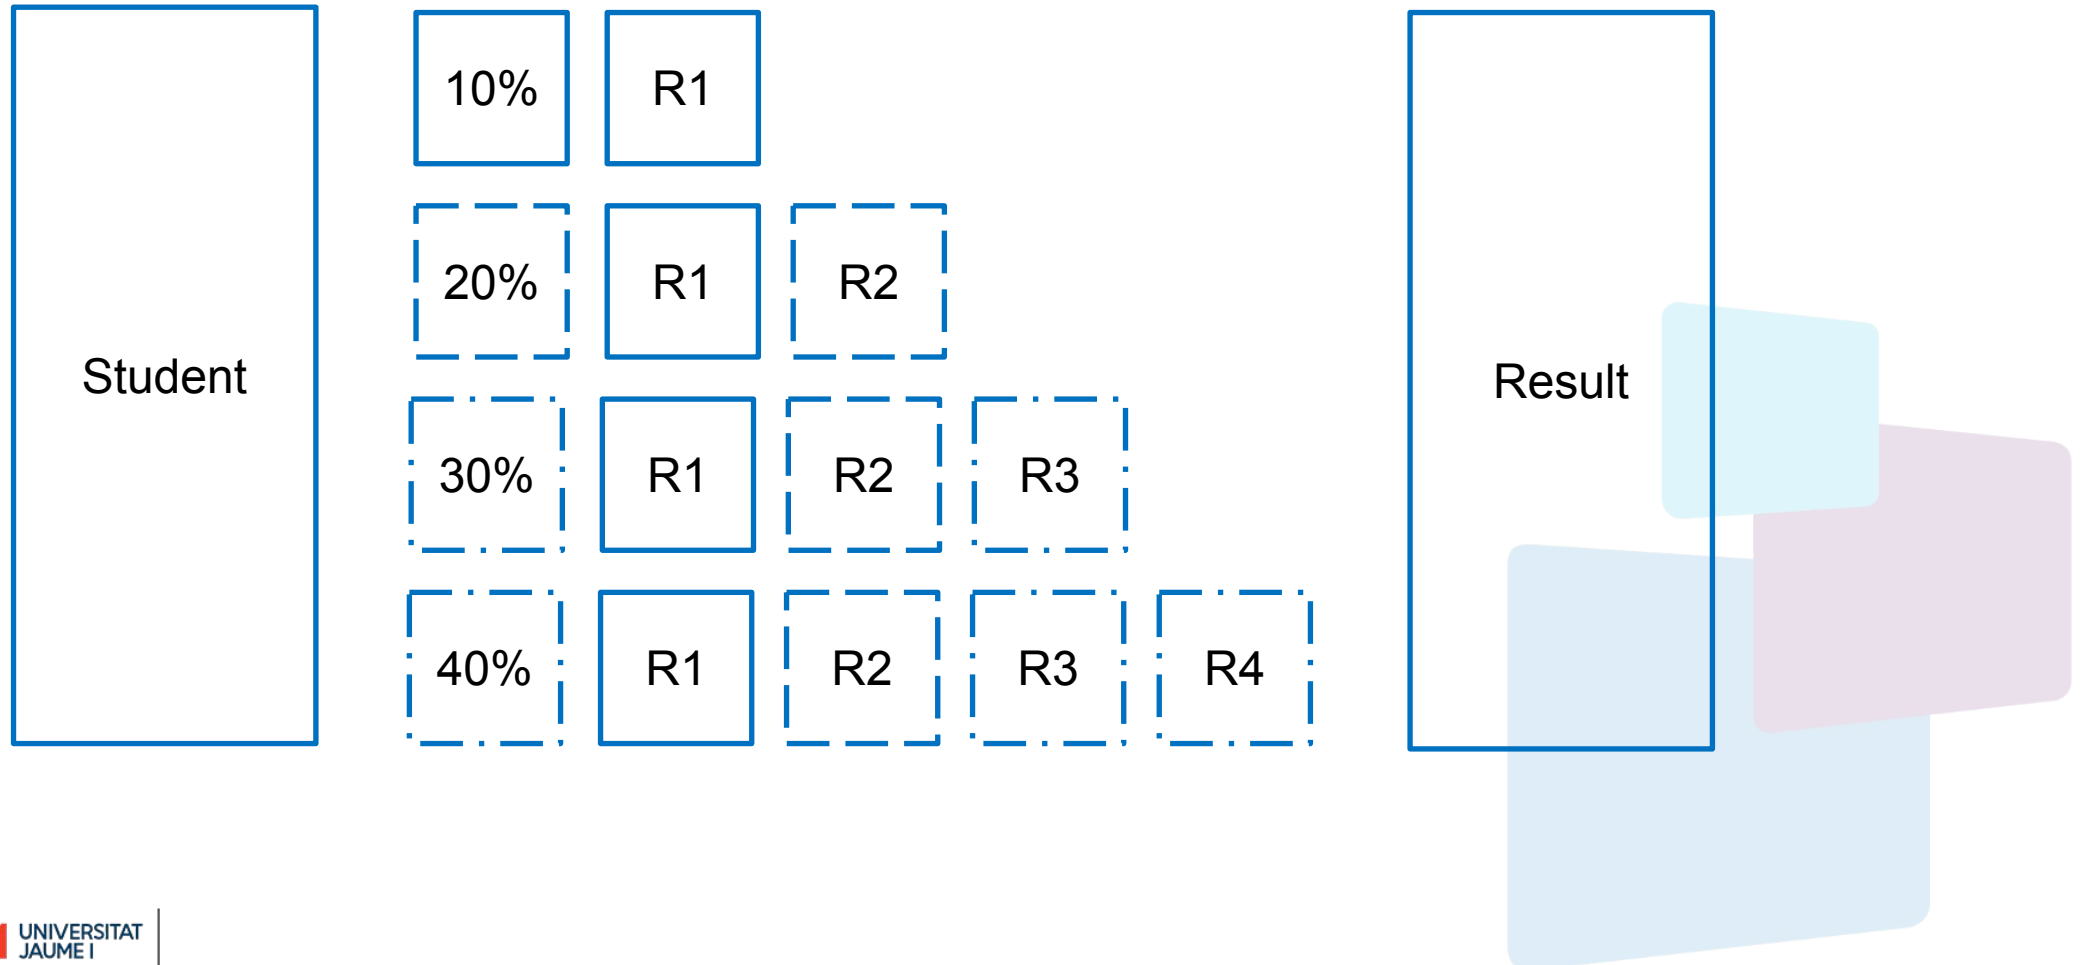 10% R1
20% R1 R2
Student
Result
30% R1 R2 R3
40% R1 R2 R3 R4
UNIVERSITAT
JAUME I